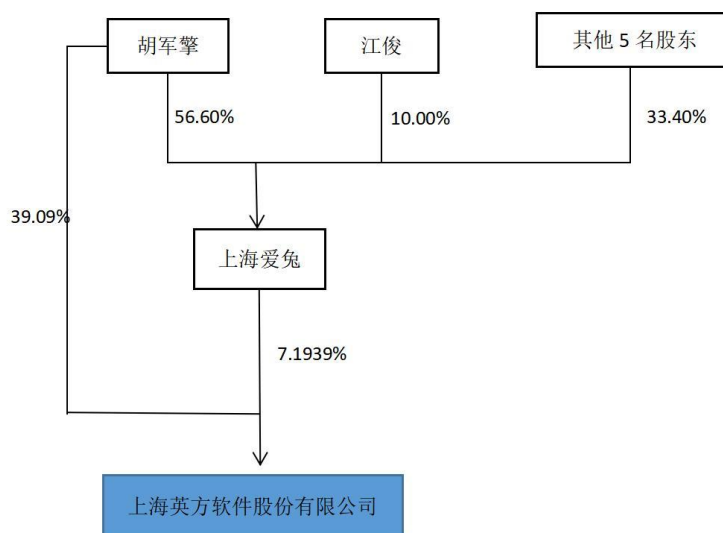 胡军擎
江俊
其他 5 名股东
56.60%
10.00%
33.40%
39.09%
上海爱兔
7.1939%
上海英方软件股份有限公司